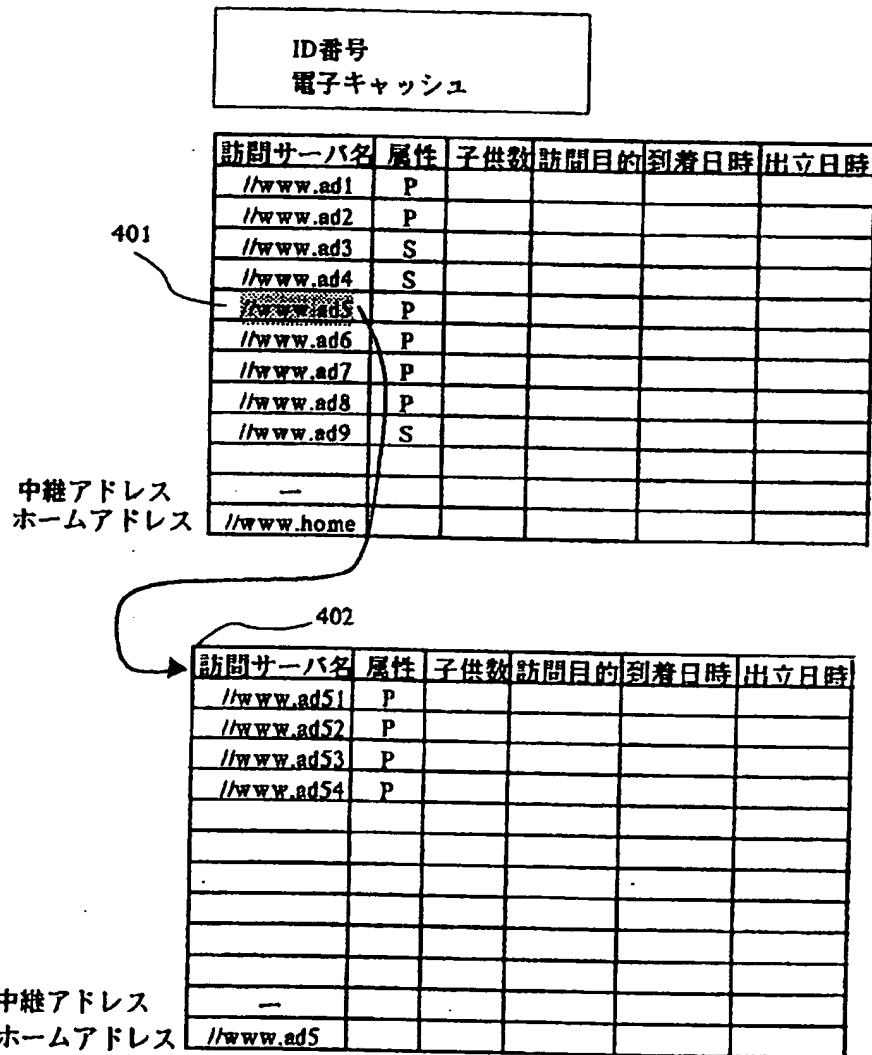 ID番号
電子キャッシュ
訪問サーバ名 属性 子供数 訪問目的 到着日時 出立日時
//www.ad1 P
//www.ad2 P
401
//www.ad3 S
//www.ad4 S
//www.ad5 P
//www.ad6 P
//www.ad7 P
//www.ad8 P
//www.ad9 S
中継アドレス ー
ホームアドレス //www.home
402
訪問サーバ名 属性 子供数 訪問目的 到着日時 出立日時
//www.ad51 P
//www.ad52 P
//www.ad53 P
//www.ad54 P
中継アドレス ー
ホームアドレス //www.ad5